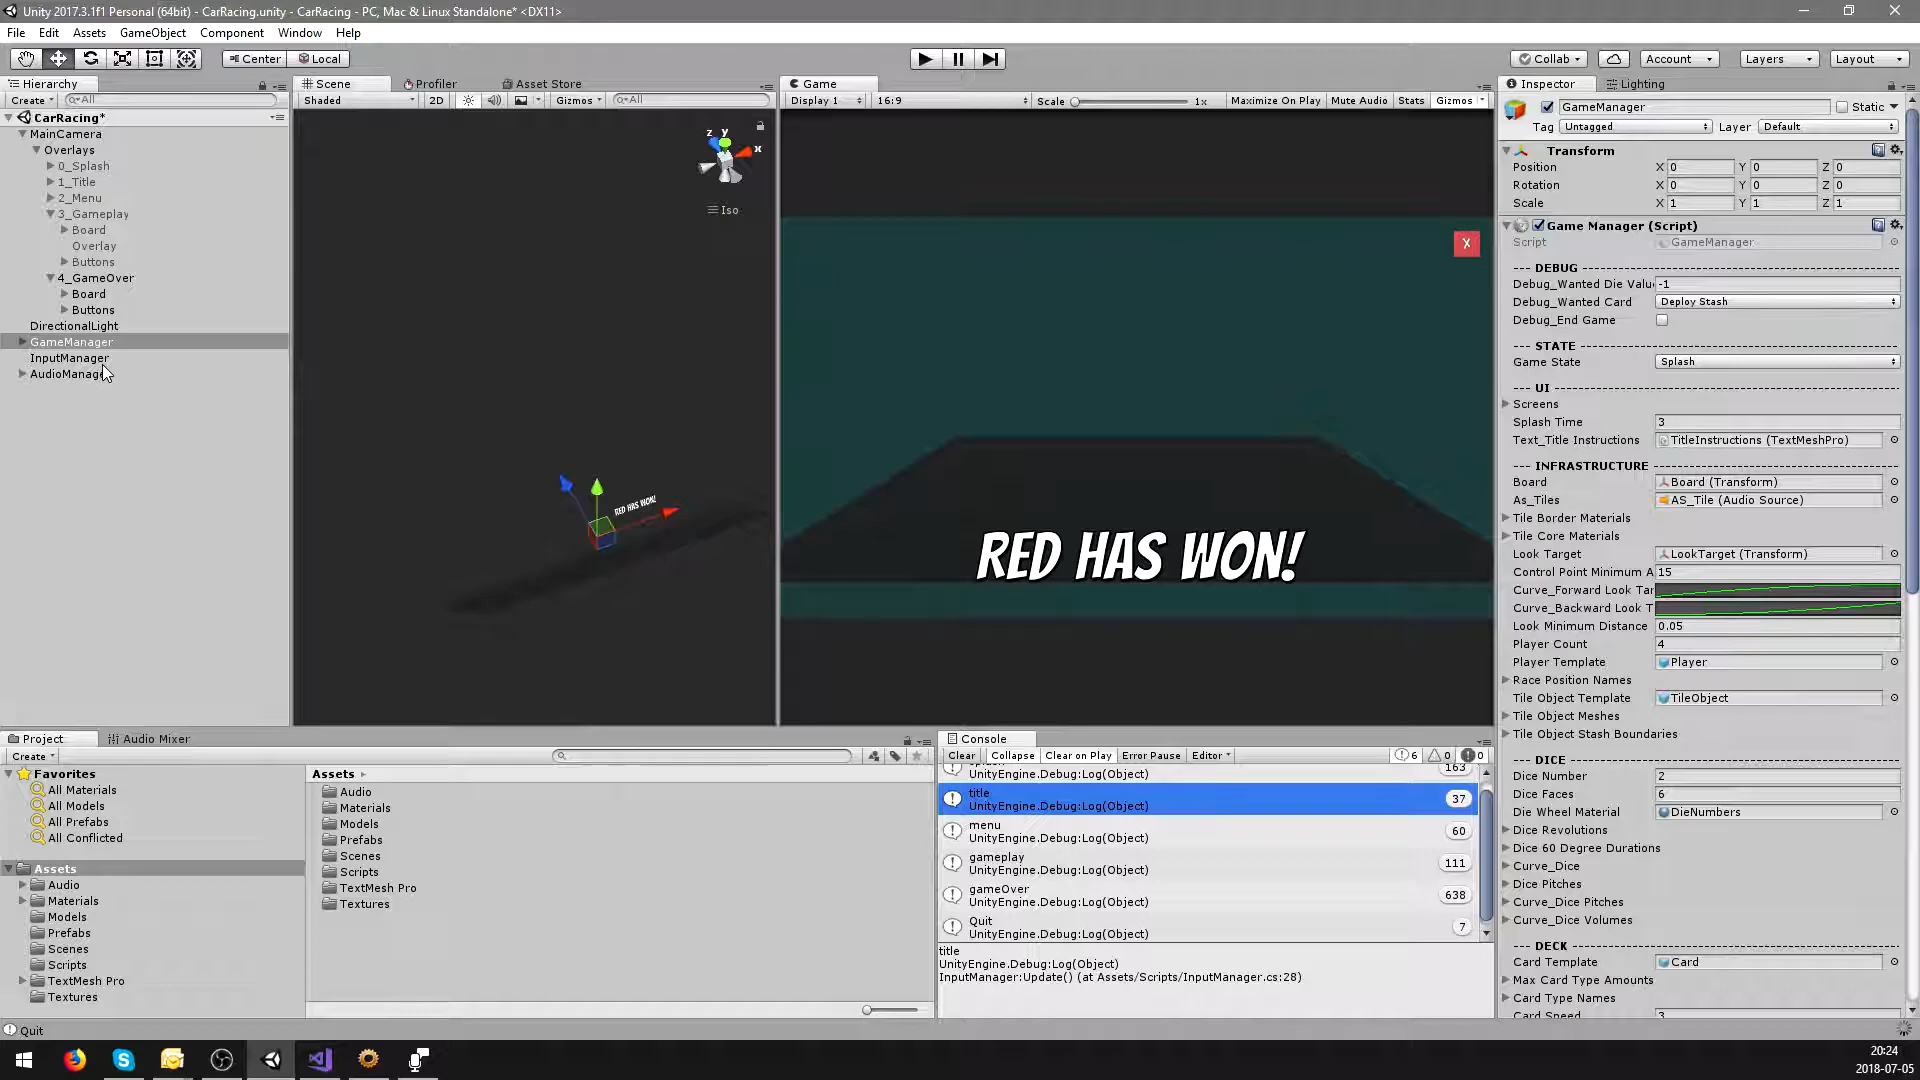 Unity 2017.3.1f1 Personal (64bit) - CarRacing.unity - CarRacing - PC, Mac & Linux Standalone* <DX11>
File Edit Assets GameObject Component Window Help
Center Local Collab Account Layers Layout
Hierarchy
Create All
CarRacing*
MainCamera
Overlays
0_Splash
1_Title
2_Menu
3_Gameplay
Board
Overlay
Buttons
4_GameOver
Board
Buttons
DirectionalLight
GameManager
InputManager
AudioManage
Scene Profiler Asset Store
Shaded 2D Gizmos All
z y
x
Iso
RED HAS WON!
Game
Display 1 16:9 Scale 1x Maximize On Play Mute Audio Stats Gizmos
X
RED HAS WON!
Inspector Lighting
GameManager Static
Tag Untagged Layer Default
Transform
Position X 0 Y 0 Z 0
Rotation X 0 Y 0 Z 0
Scale X 1 Y 1 Z 1
Game Manager (Script)
Script GameManager
--- DEBUG
Debug_Wanted Die Valu -1
Debug_Wanted Card Deploy Stash
Debug_End Game
--- STATE
Game State Splash
--- UI
Screens
Splash Time 3
Text_Title Instructions TitleInstructions (TextMeshPro)
--- INFRASTRUCTURE
Board Board (Transform)
As_Tiles AS_Tile (Audio Source)
Tile Border Materials
Tile Core Materials
Look Target LookTarget (Transform)
Control Point Minimum A 15
Curve_Forward Look Tar
Curve_Backward Look T
Look Minimum Distance 0.05
Player Count 4
Player Template Player
Race Position Names
Tile Object Template TileObject
Tile Object Meshes
Tile Object Stash Boundaries
--- DICE
Dice Number 2
Dice Faces 6
Die Wheel Material DieNumbers
Dice Revolutions
Dice 60 Degree Durations
Curve_Dice
Dice Pitches
Curve_Dice Pitches
Curve_Dice Volumes
--- DECK
Card Template Card
Max Card Type Amounts
Card Type Names
Card Speed 3
Project Audio Mixer
Create
Favorites
All Materials
All Models
All Prefabs
All Conflicted
Assets
Audio
Materials
Models
Prefabs
Scenes
Scripts
TextMesh Pro
Textures
Assets
Audio
Materials
Models
Prefabs
Scenes
Scripts
TextMesh Pro
Textures
Console
Clear Collapse Clear on Play Error Pause Editor 6 0 0
UnityEngine.Debug:Log(Object) 163
title
UnityEngine.Debug:Log(Object) 37
menu
UnityEngine.Debug:Log(Object) 60
gameplay
UnityEngine.Debug:Log(Object) 111
gameOver
UnityEngine.Debug:Log(Object) 638
Quit
UnityEngine.Debug:Log(Object) 7
title
UnityEngine.Debug:Log(Object)
InputManager:Update() (at Assets/Scripts/InputManager.cs:28)
Quit
20:24
2018-07-05